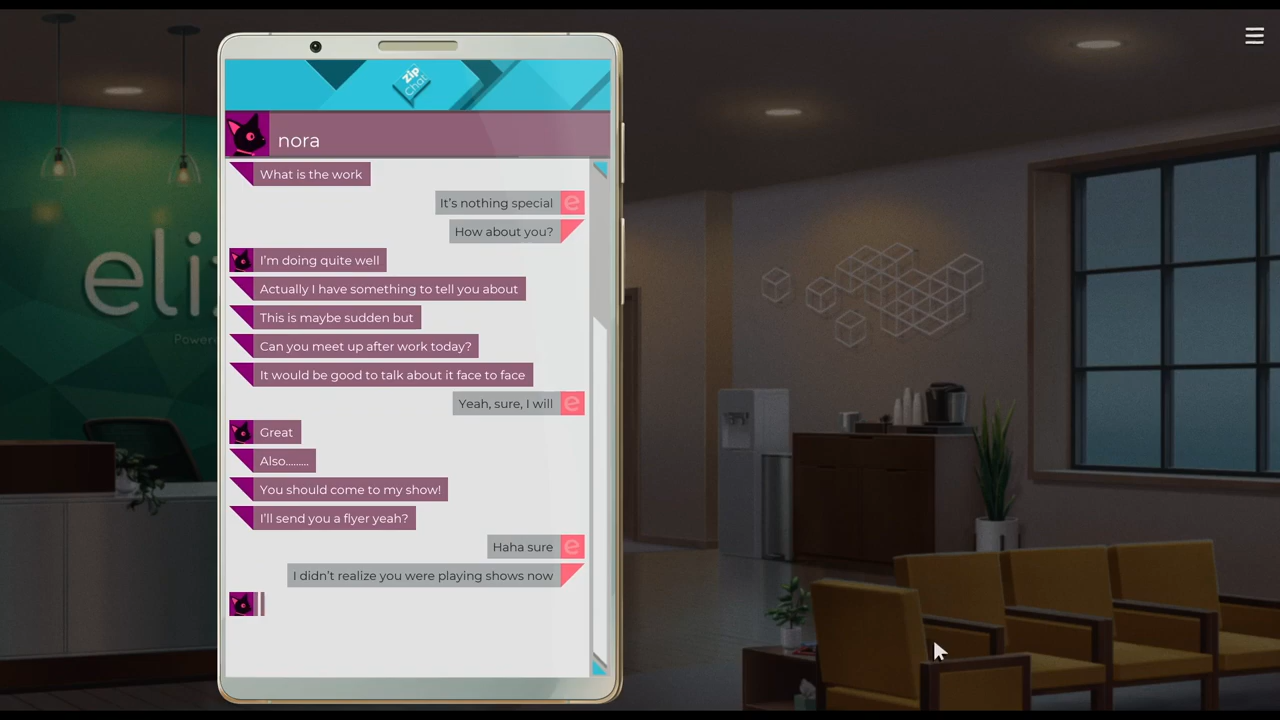 zip
Chat
nora
What is the work
It's nothing special
How about you?
I'm doing quite well
Actually I have something to tell you about
This is maybe sudden but
Can you meet up after work today?
It would be good to talk about it face to face
Yeah, sure, I will
Great
Also.........
You should come to my show!
I'll send you a flyer yeah?
Haha sure
I didn't realize you were playing shows now
eli
Powere